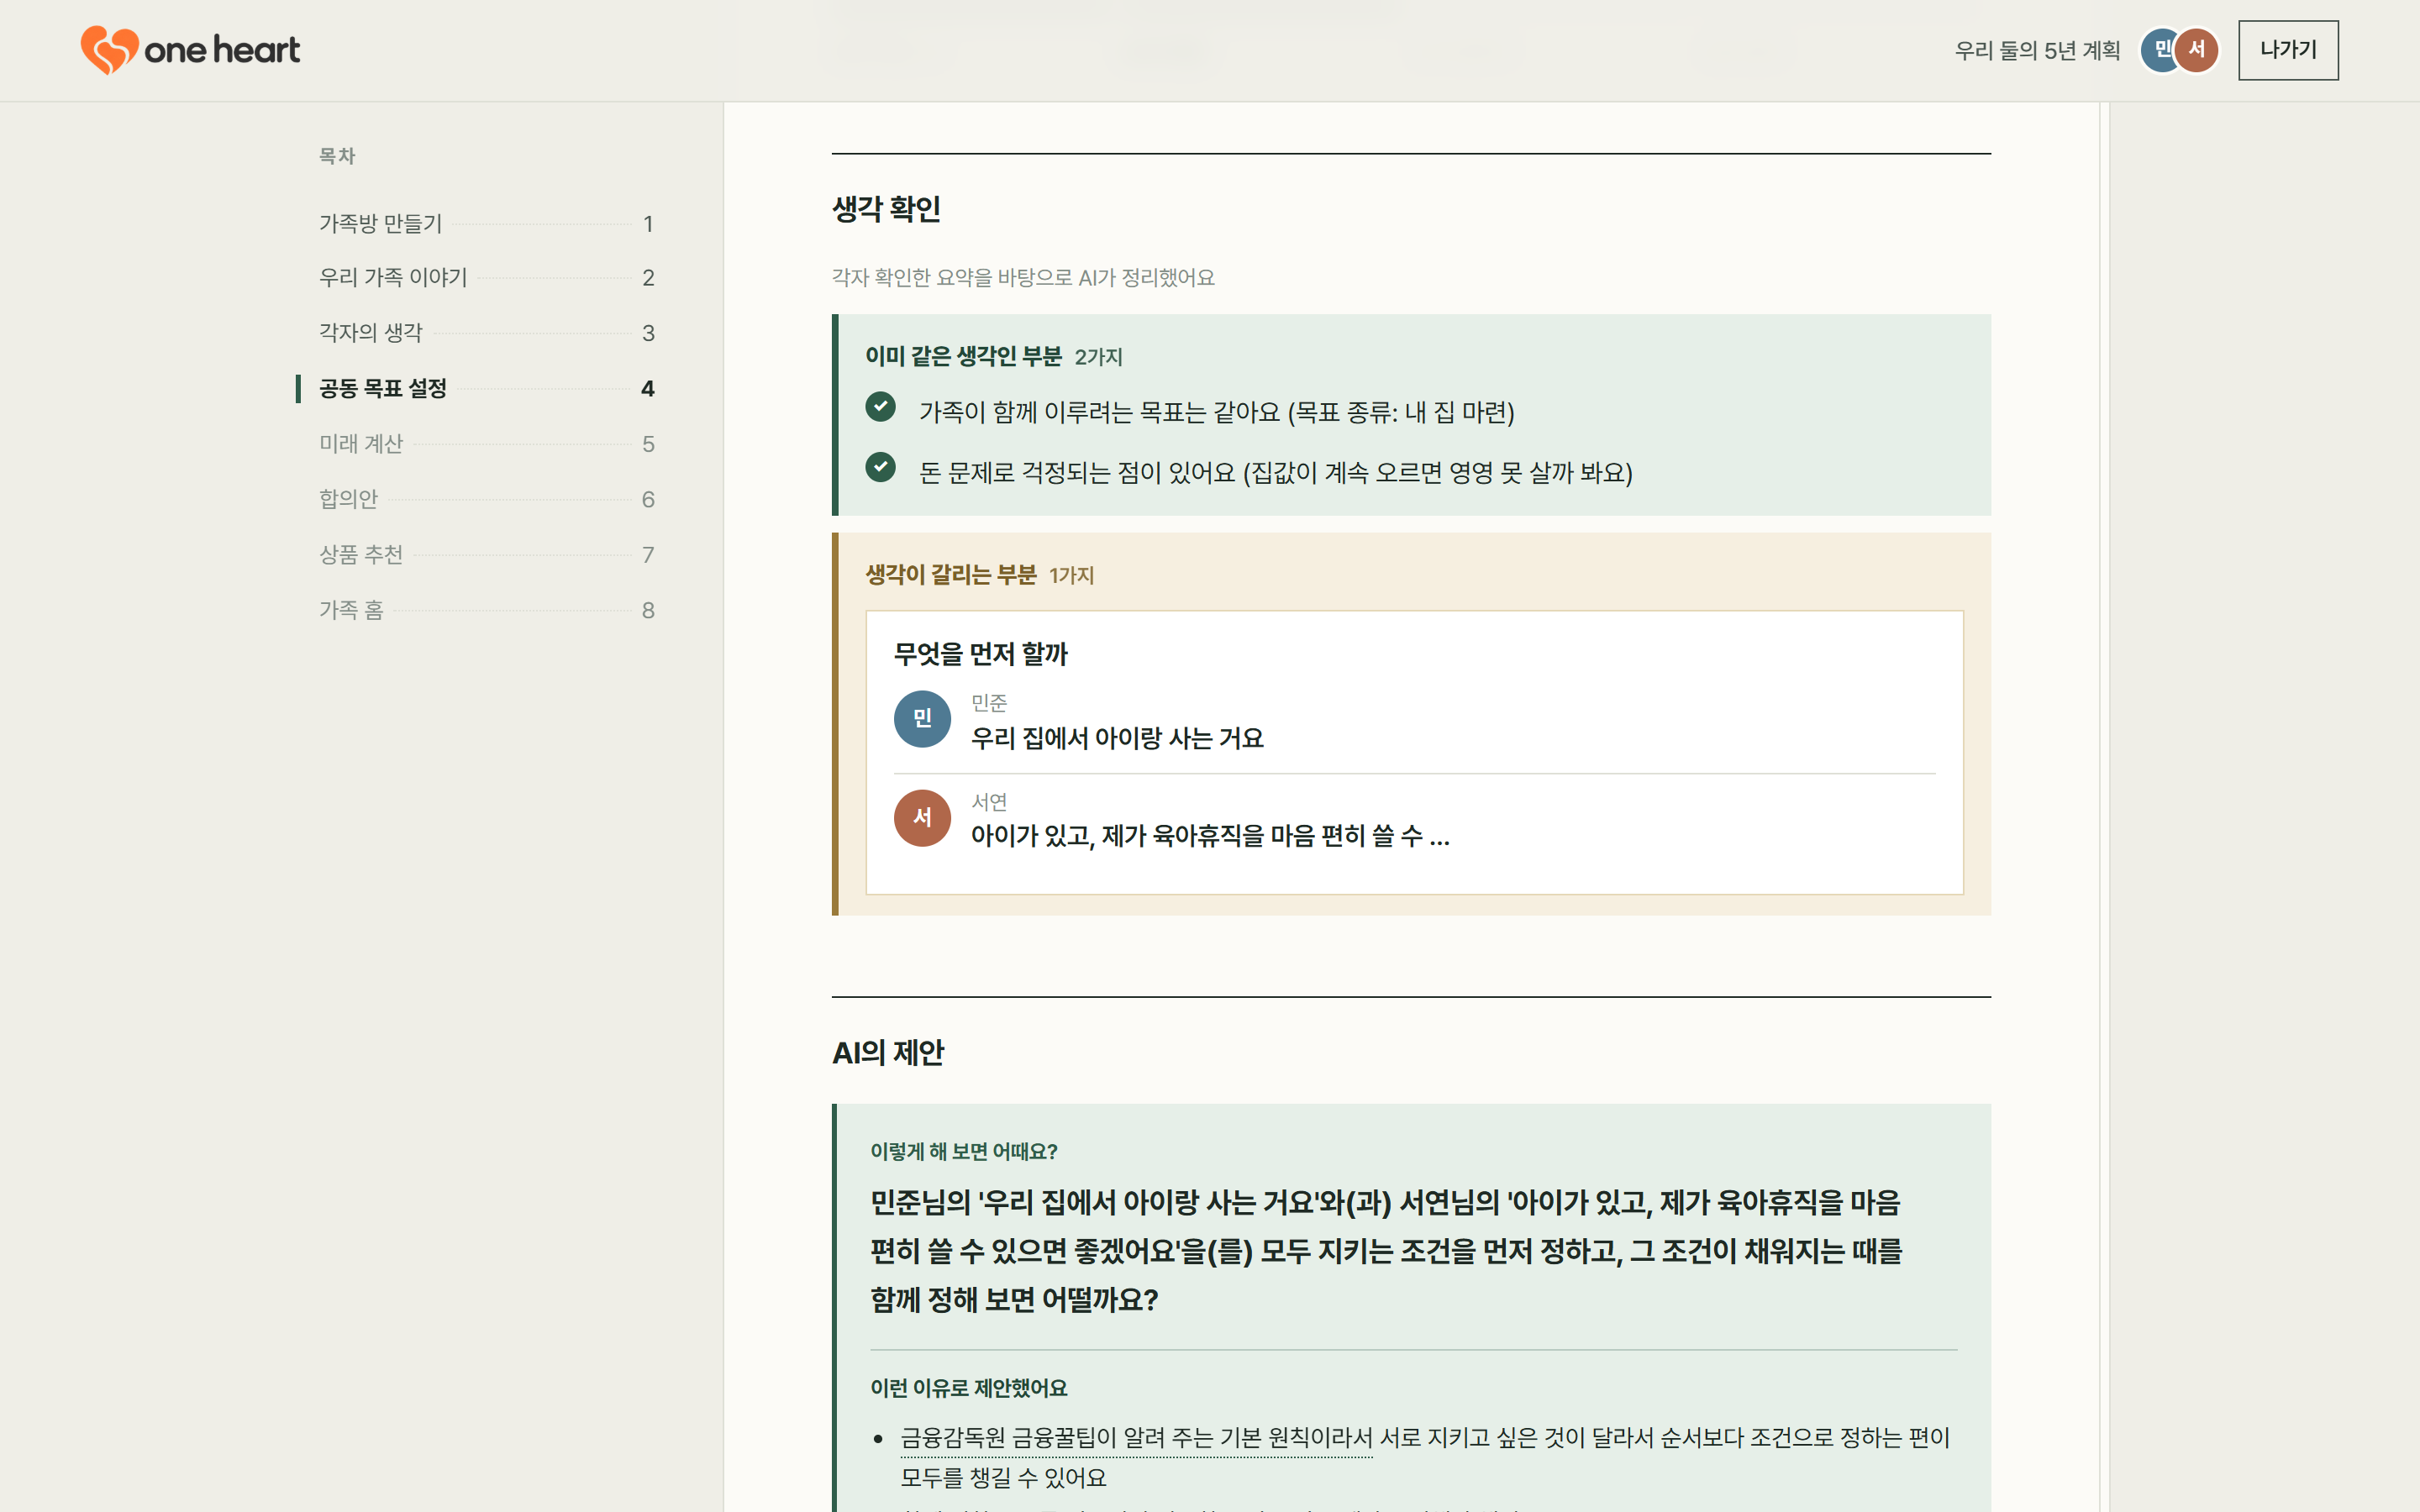 one heart
우리 둘의 5년 계획
민
서
나가기
목차
가족방 만들기 1
우리 가족 이야기 2
각자의 생각 3
공동 목표 설정 4
미래 계산 5
합의안 6
상품 추천 7
가족 홈 8
생각 확인
각자 확인한 요약을 바탕으로 AI가 정리했어요
이미 같은 생각인 부분 2가지
가족이 함께 이루려는 목표는 같아요 (목표 종류: 내 집 마련)
돈 문제로 걱정되는 점이 있어요 (집값이 계속 오르면 영영 못 살까 봐요)
생각이 갈리는 부분 1가지
무엇을 먼저 할까
민
민준
우리 집에서 아이랑 사는 거요
서
서연
아이가 있고, 제가 육아휴직을 마음 편히 쓸 수 ...
AI의 제안
이렇게 해 보면 어때요?
민준님의 '우리 집에서 아이랑 사는 거요'와(과) 서연님의 '아이가 있고, 제가 육아휴직을 마음
편히 쓸 수 있으면 좋겠어요'을(를) 모두 지키는 조건을 먼저 정하고, 그 조건이 채워지는 때를
함께 정해 보면 어떨까요?
이런 이유로 제안했어요
금융감독원 금융꿀팁이 알려 주는 기본 원칙이라서 서로 지키고 싶은 것이 달라서 순서보다 조건으로 정하는 편이
모두를 챙길 수 있어요